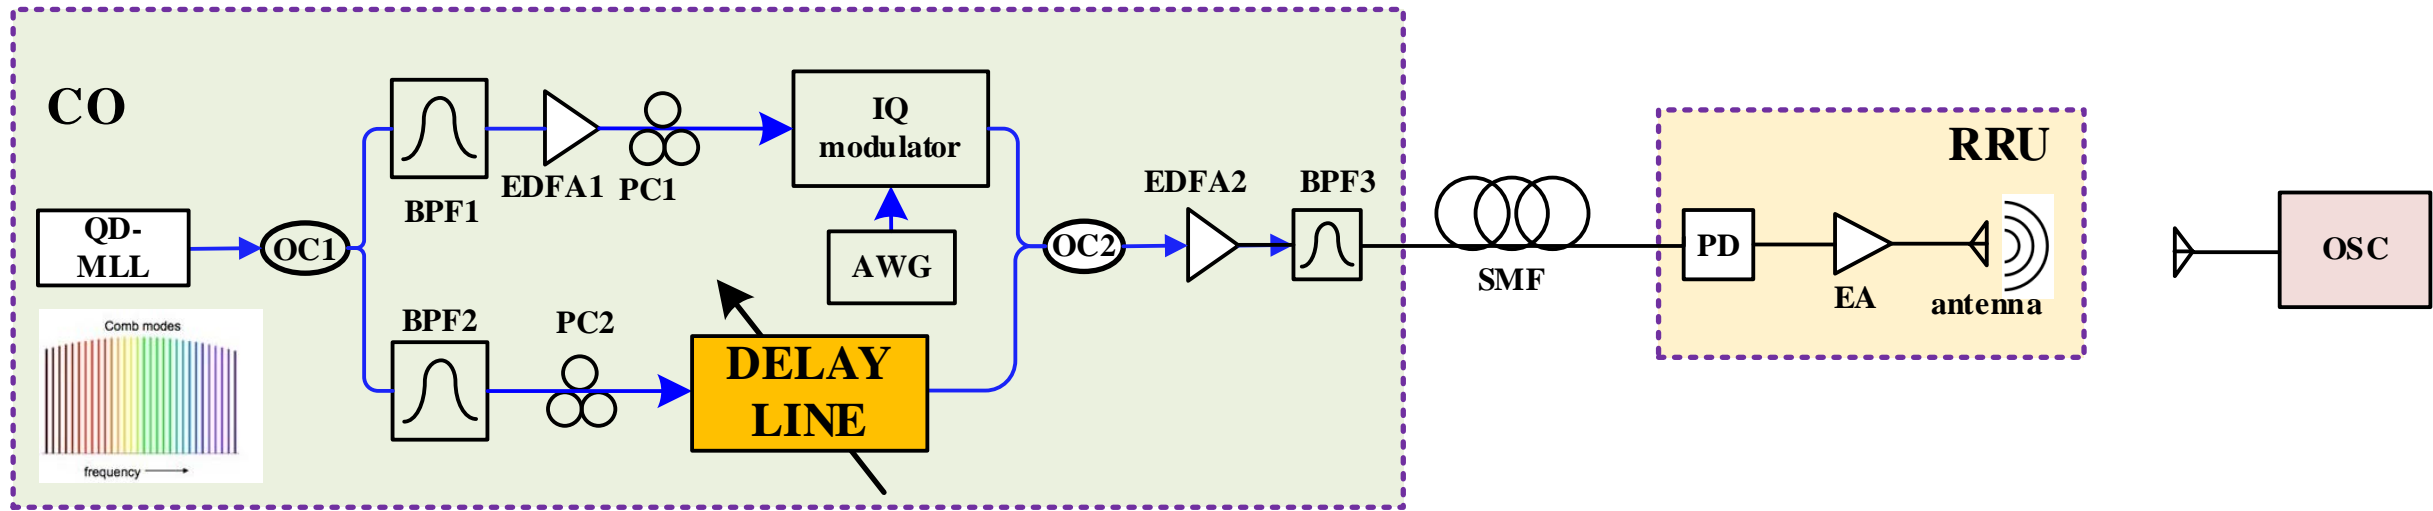 CO
QD-
MLL
OC1
BPF1
EDFA1
PC1
IQ
modulator
AWG
BPF2
PC2
DELAY
LINE
OC2
EDFA2
BPF3
SMF
RRU
PD
EA
antenna
OSC
Comb modes
frequency